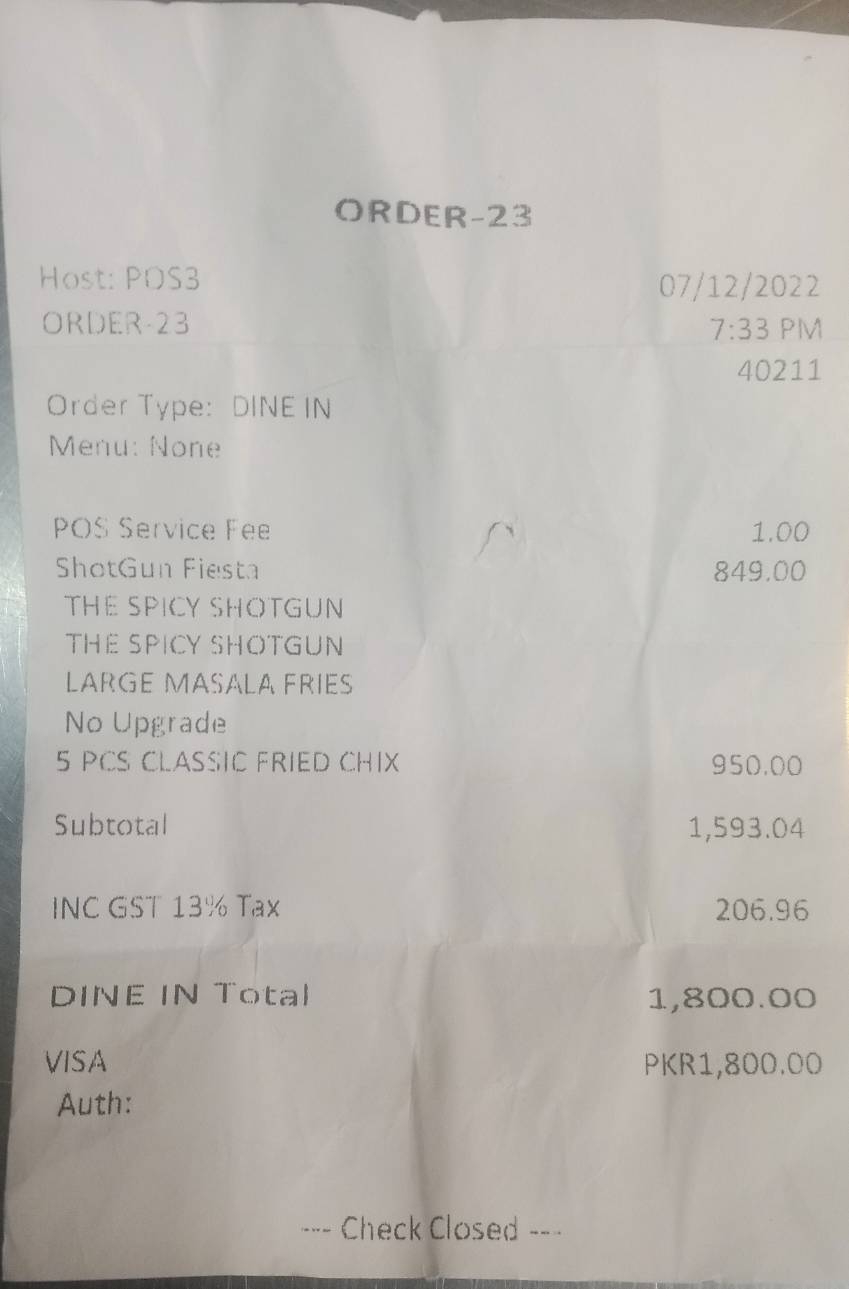 ORDER-23
Host: POS3 07/12/2022
ORDER-23 7:33 PM
40211
Order Type: DINE IN
Menu: None
POS Service Fee 1.00
ShotGun Fiesta 849.00
THE SPICY SHOTGUN
THE SPICY SHOTGUN
LARGE MASALA FRIES
No Upgrade
5 PCS CLASSIC FRIED CHIX 950.00
Subtotal 1,593.04
INC GST 13% Tax 206.96
DINE IN Total 1,800.00
VISA PKR1,800.00
Auth:
--- Check Closed ---